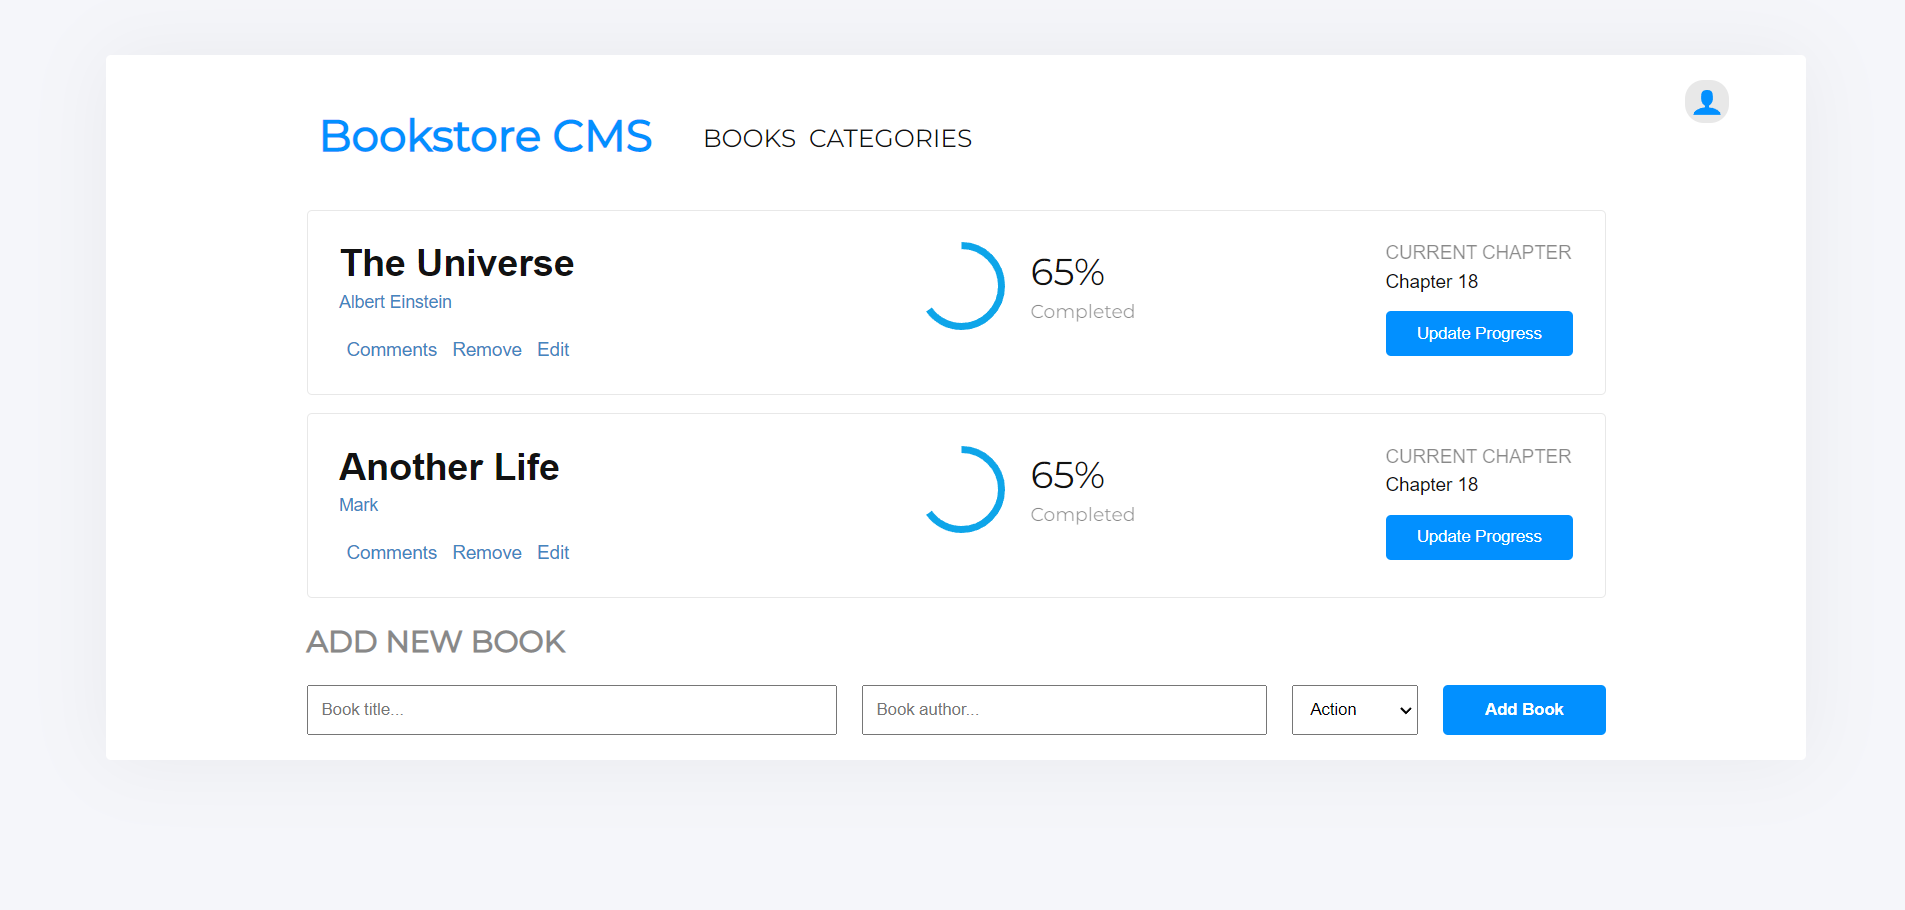 Bookstore CMS BOOKS CATEGORIES
The Universe
Albert Einstein
Comments Remove Edit
65%
Completed
CURRENT CHAPTER
Chapter 18
Update Progress
Another Life
Mark
Comments Remove Edit
65%
Completed
CURRENT CHAPTER
Chapter 18
Update Progress
ADD NEW BOOK
Book title... Book author... Action Add Book